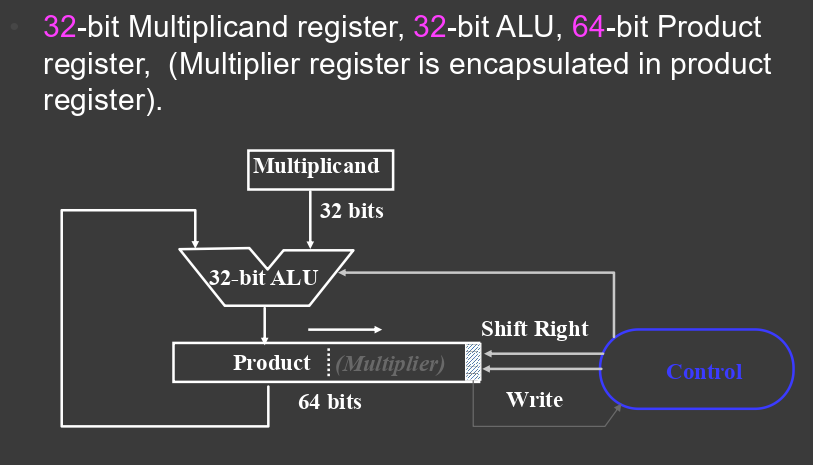 • 32-bit Multiplicand register, 32-bit ALU, 64-bit Product
register, (Multiplier register is encapsulated in product
register).
Multiplicand
32 bits
32-bit ALU
Shift Right
Product (Multiplier)
Control
64 bits
Write